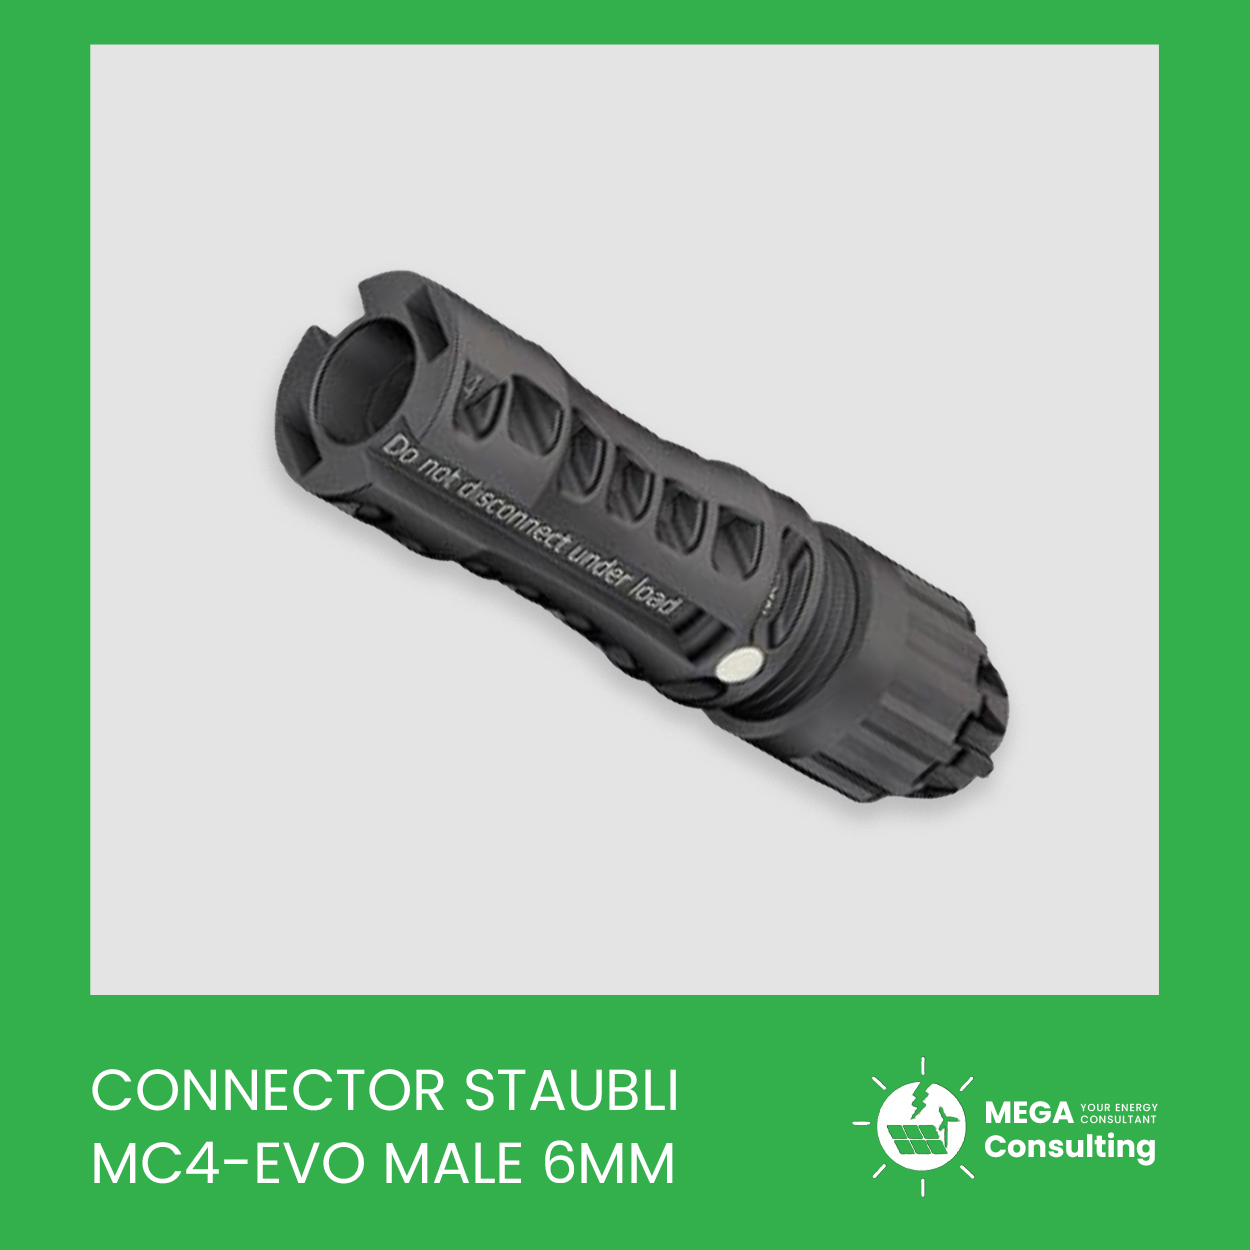 Do not disconnect under load
CONNECTOR STAUBLI
MC4-EVO MALE 6MM
MEGA YOUR ENERGY
CONSULTANT
Consulting